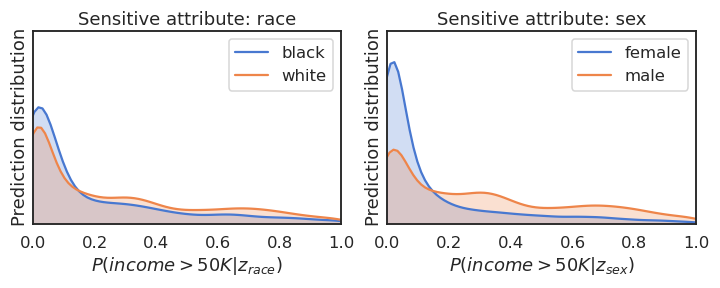 Sensitive attribute: race
Prediction distribution
black
white
0.0 0.2 0.4 0.6 0.8 1.0
P(income > 50K|z_race)
Sensitive attribute: sex
Prediction distribution
female
male
0.0 0.2 0.4 0.6 0.8 1.0
P(income > 50K|z_sex)